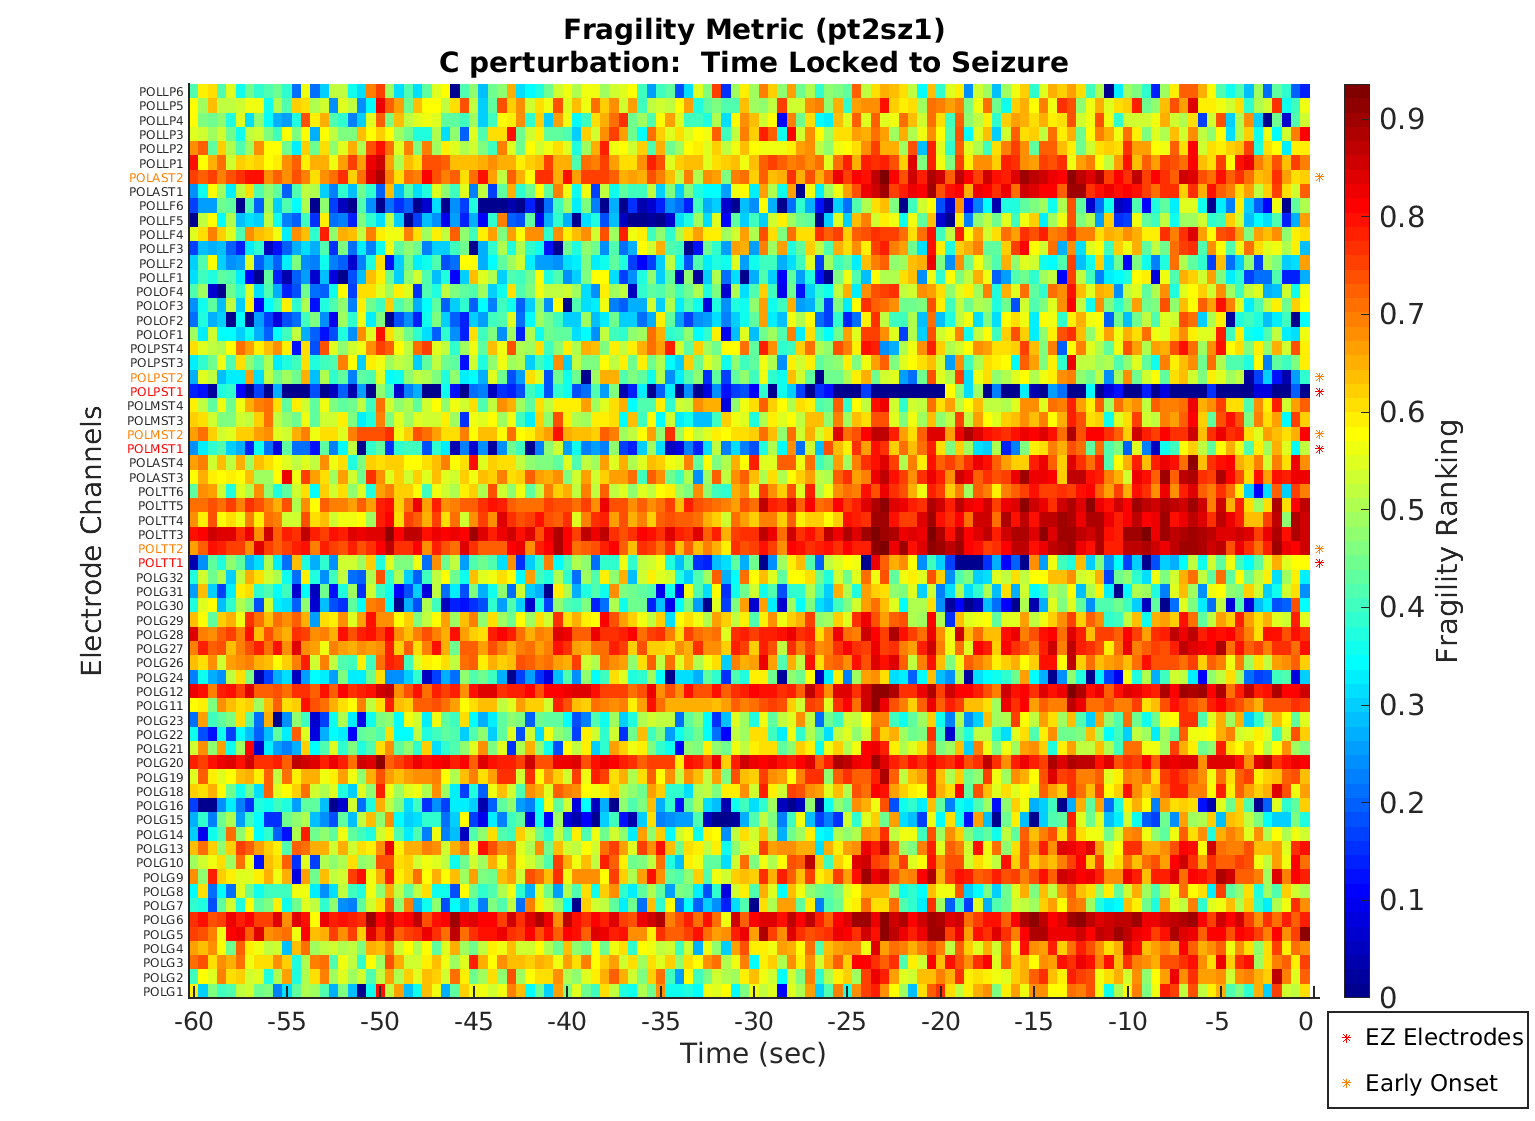 Fragility Metric (pt2sz1)
C perturbation:  Time Locked to Seizure
Electrode Channels
POLLP6
POLLP5
POLLP4
POLLP3
POLLP2
POLLP1
POLAST2
POLAST1
POLLF6
POLLF5
POLLF4
POLLF3
POLLF2
POLLF1
POLOF4
POLOF3
POLOF2
POLOF1
POLPST4
POLPST3
POLPST2
POLPST1
POLMST4
POLMST3
POLMST2
POLMST1
POLAST4
POLAST3
POLTT6
POLTT5
POLTT4
POLTT3
POLTT2
POLTT1
POLG32
POLG31
POLG30
POLG29
POLG28
POLG27
POLG26
POLG24
POLG12
POLG11
POLG23
POLG22
POLG21
POLG20
POLG19
POLG18
POLG16
POLG15
POLG14
POLG13
POLG10
POLG9
POLG8
POLG7
POLG6
POLG5
POLG4
POLG3
POLG2
POLG1
-60 -55 -50 -45 -40 -35 -30 -25 -20 -15 -10 -5 0
Time (sec)
0.9
0.8
0.7
0.6
0.5
0.4
0.3
0.2
0.1
0
Fragility Ranking
* EZ Electrodes
* Early Onset